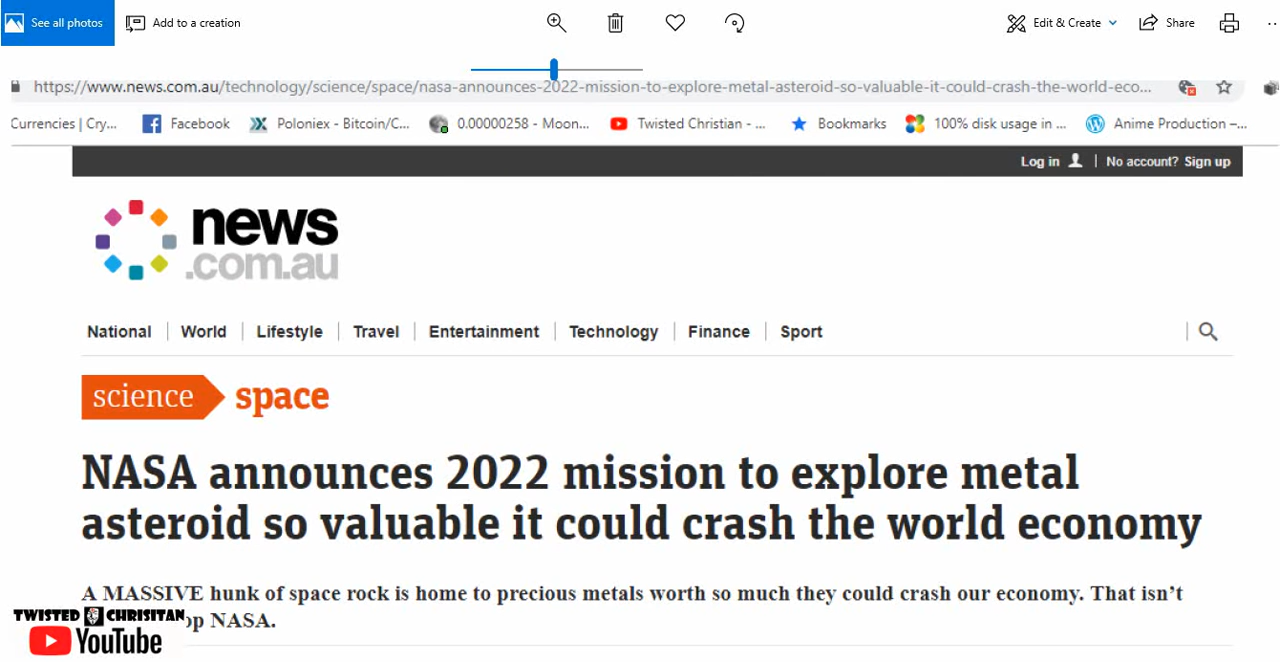 See all photos Add to a creation Edit & Create Share
https://www.news.com.au/technology/science/space/nasa-announces-2022-mission-to-explore-metal-asteroid-so-valuable-it-could-crash-the-world-eco...
Currencies | Cry... Facebook Poloniex - Bitcoin/C... 0.00000258 - Moon... Twisted Christian - ... Bookmarks 100% disk usage in ... Anime Production –...
Log in | No account? Sign up
news
.com.au
National World Lifestyle Travel Entertainment Technology Finance Sport
science space
NASA announces 2022 mission to explore metal
asteroid so valuable it could crash the world economy
A MASSIVE hunk of space rock is home to precious metals worth so much they could crash our economy. That isn't
TWISTED CHRISITAN
op NASA.
YouTube